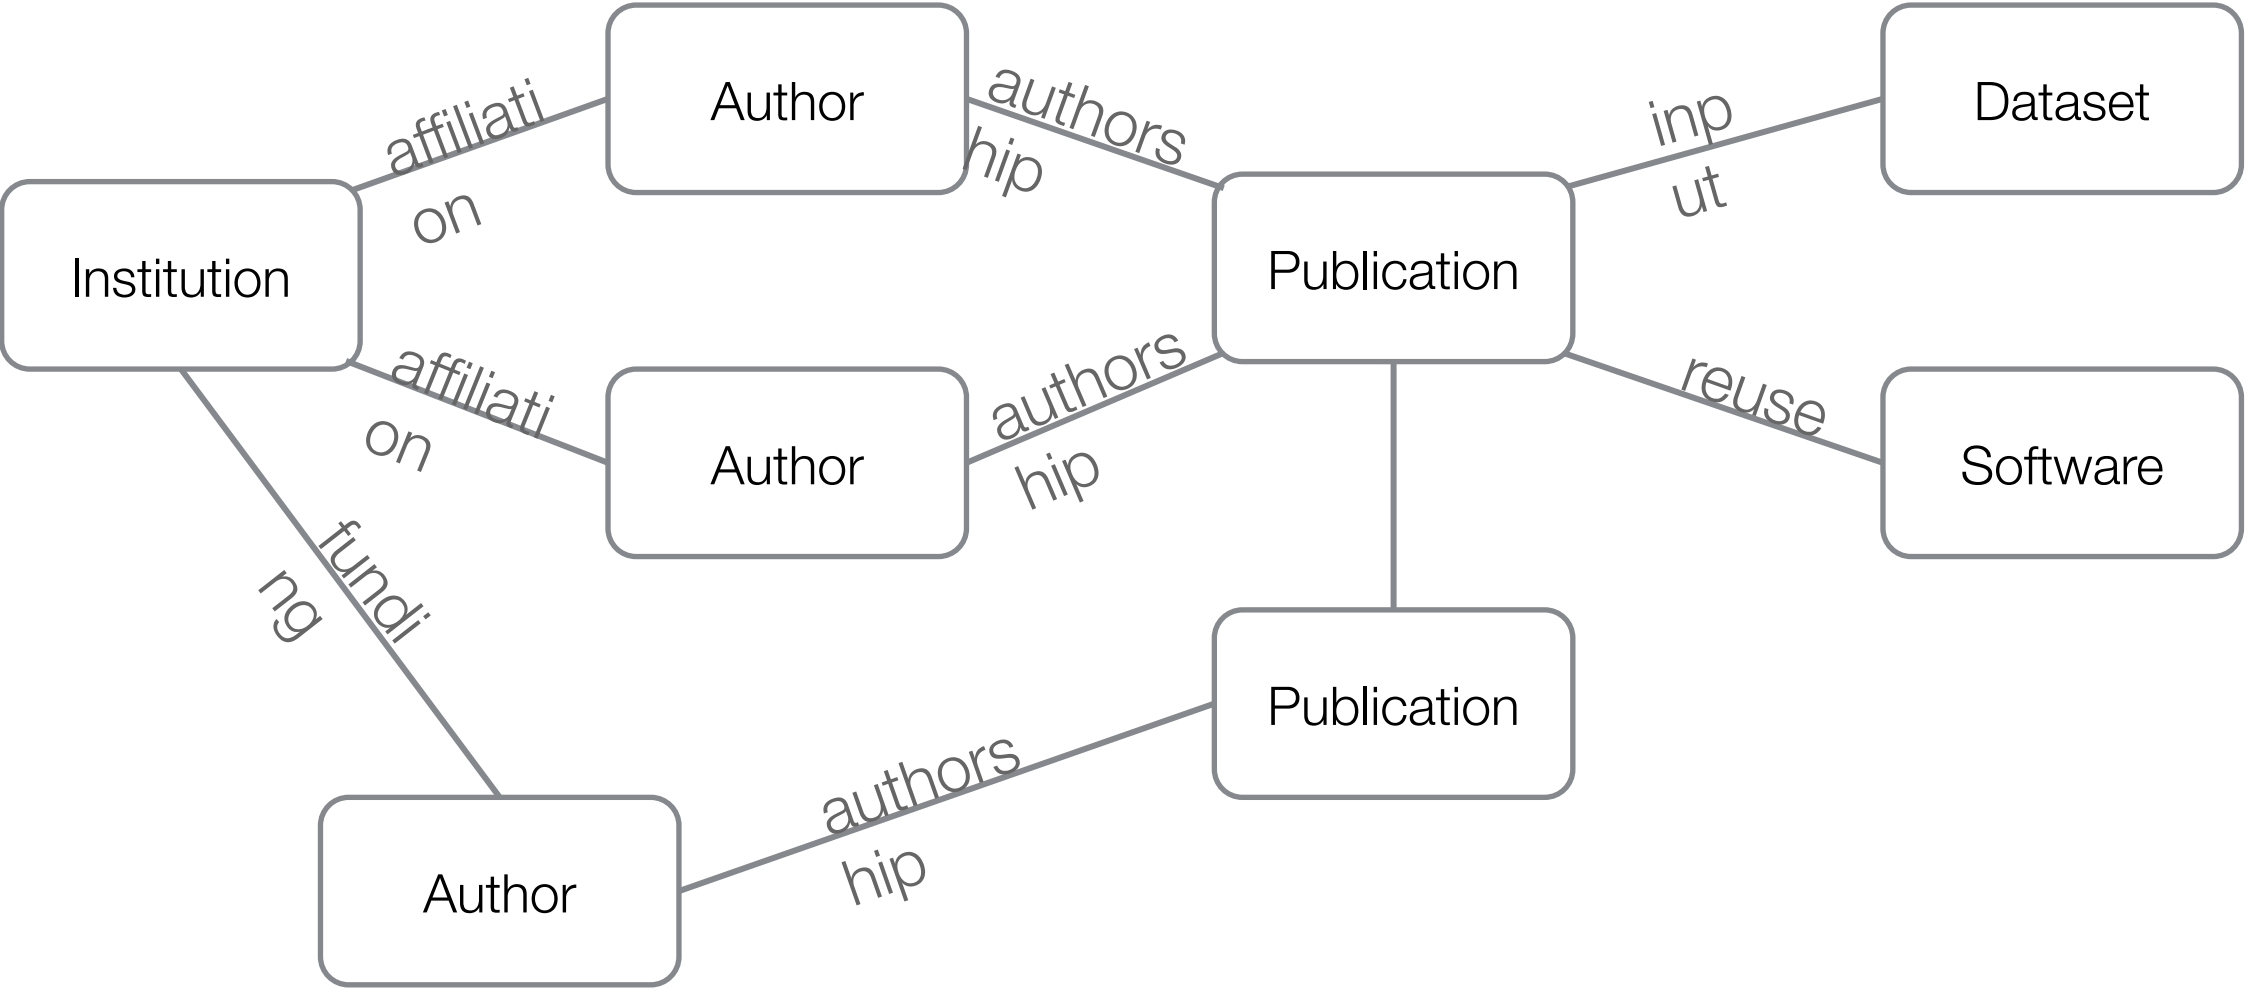 Author
Dataset
affiliati
on
authors
hip
inp
ut
Institution
Publication
affiliati
on
authors
hip
reuse
Author
Software
fundi
ng
Publication
authors
hip
Author